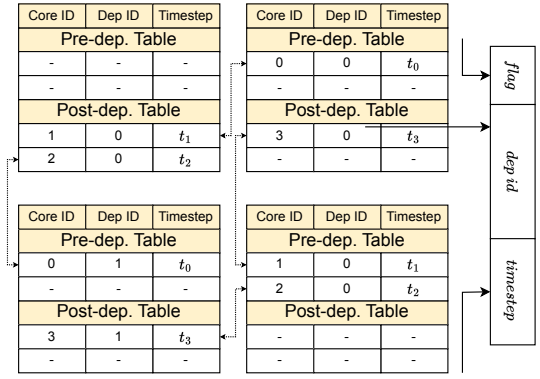 Core ID Dep ID Timestep
Pre-dep. Table
- - -
- - -
Post-dep. Table
1 0 t₁
2 0 t₂
Core ID Dep ID Timestep
Pre-dep. Table
0 0 t₀
- - -
Post-dep. Table
3 0 t₃
- - -
Core ID Dep ID Timestep
Pre-dep. Table
0 1 t₀
- - -
Post-dep. Table
3 1 t₃
- - -
Core ID Dep ID Timestep
Pre-dep. Table
1 0 t₁
2 0 t₂
Post-dep. Table
- - -
- - -
flag
dep id
timestep